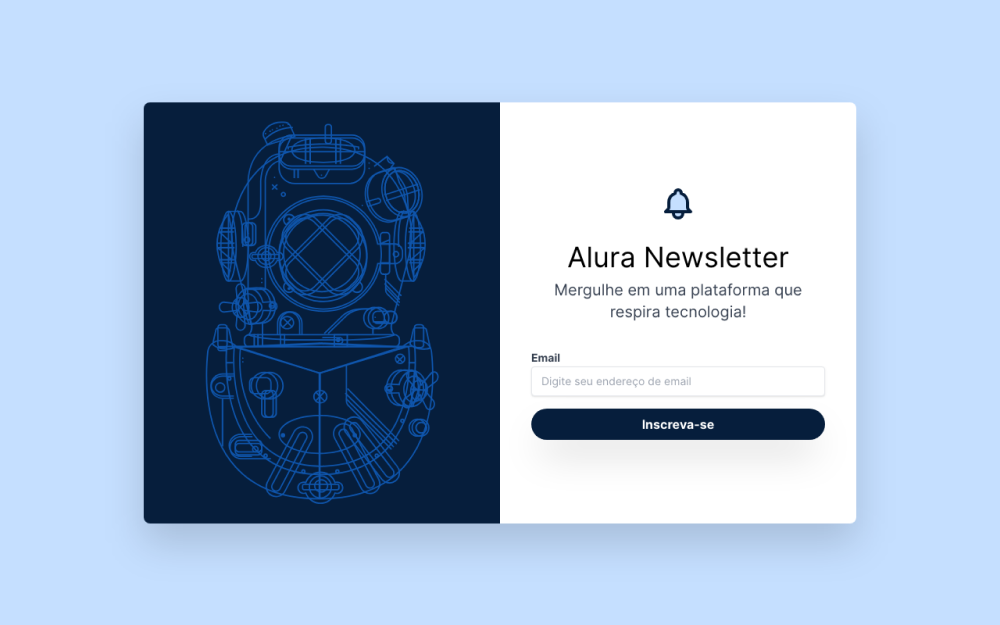 Alura Newsletter
Mergulhe em uma plataforma que
respira tecnologia!
Email
Digite seu endereço de email
Inscreva-se